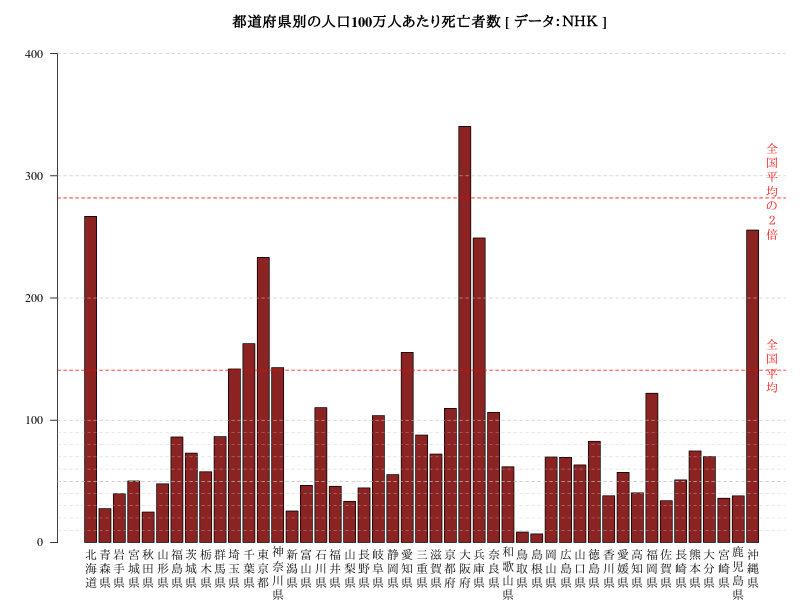 都道府県別の人口100万人あたり死亡者数 [ データ：ＮＨＫ ]
400
300
200
100
0
全国平均の２倍
全国平均
北海道
青森県
岩手県
宮城県
秋田県
山形県
福島県
茨城県
栃木県
群馬県
埼玉県
千葉県
東京都
神奈川県
新潟県
富山県
石川県
福井県
山梨県
長野県
岐阜県
静岡県
愛知県
三重県
滋賀県
京都府
大阪府
兵庫県
奈良県
和歌山県
鳥取県
島根県
岡山県
広島県
山口県
徳島県
香川県
愛媛県
高知県
福岡県
佐賀県
長崎県
熊本県
大分県
宮崎県
鹿児島県
沖縄県